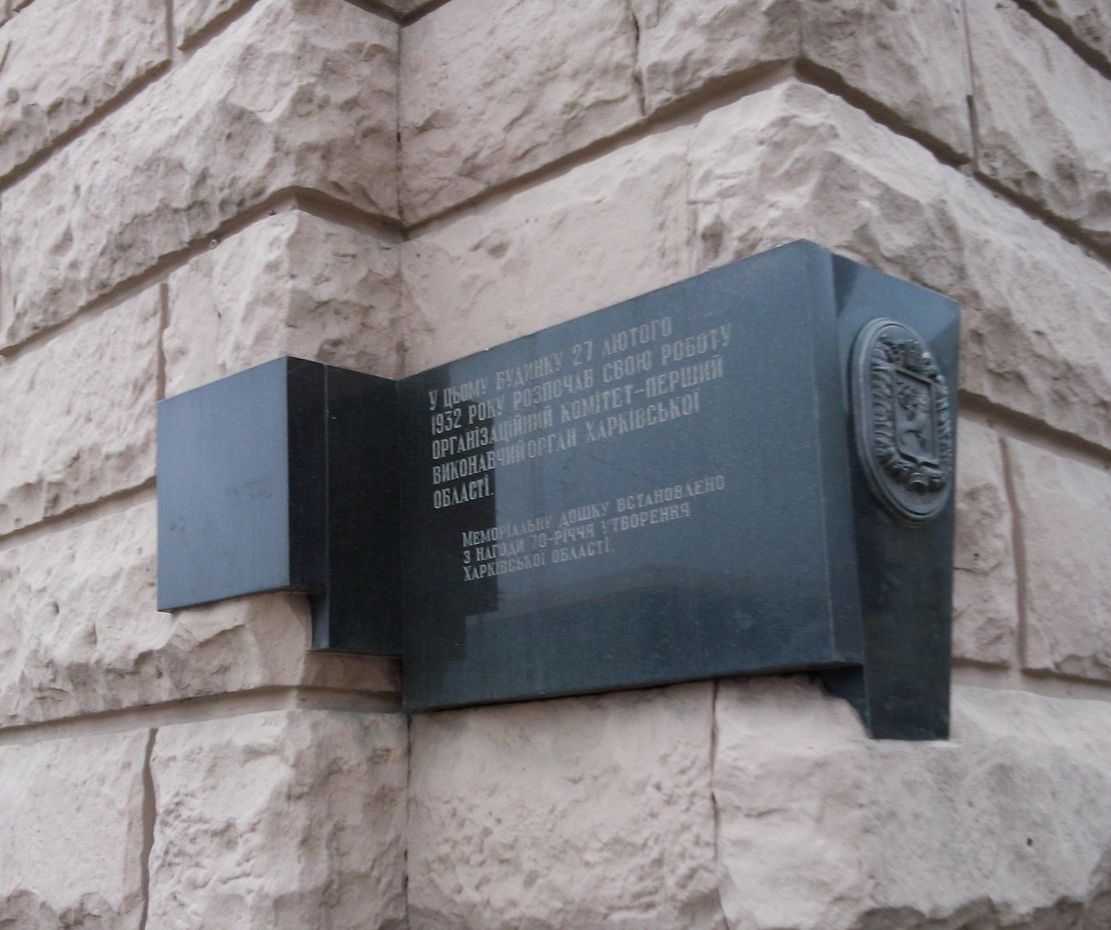 У ЦЬОМУ БУДИНКУ 27 ЛЮТОГО
1932 РОКУ РОЗПОЧАВ СВОЮ РОБОТУ
ОРГАНІЗАЦІЙНИЙ КОМІТЕТ-ПЕРШИЙ
ВИКОНАВЧИЙ ОРГАН ХАРКІВСЬКОЇ
ОБЛАСТІ.
МЕМОРІАЛЬНУ ДОШКУ ВСТАНОВЛЕНО
З НАГОДИ 70-РІЧЧЯ УТВОРЕННЯ
ХАРКІВСЬКОЇ ОБЛАСТІ.